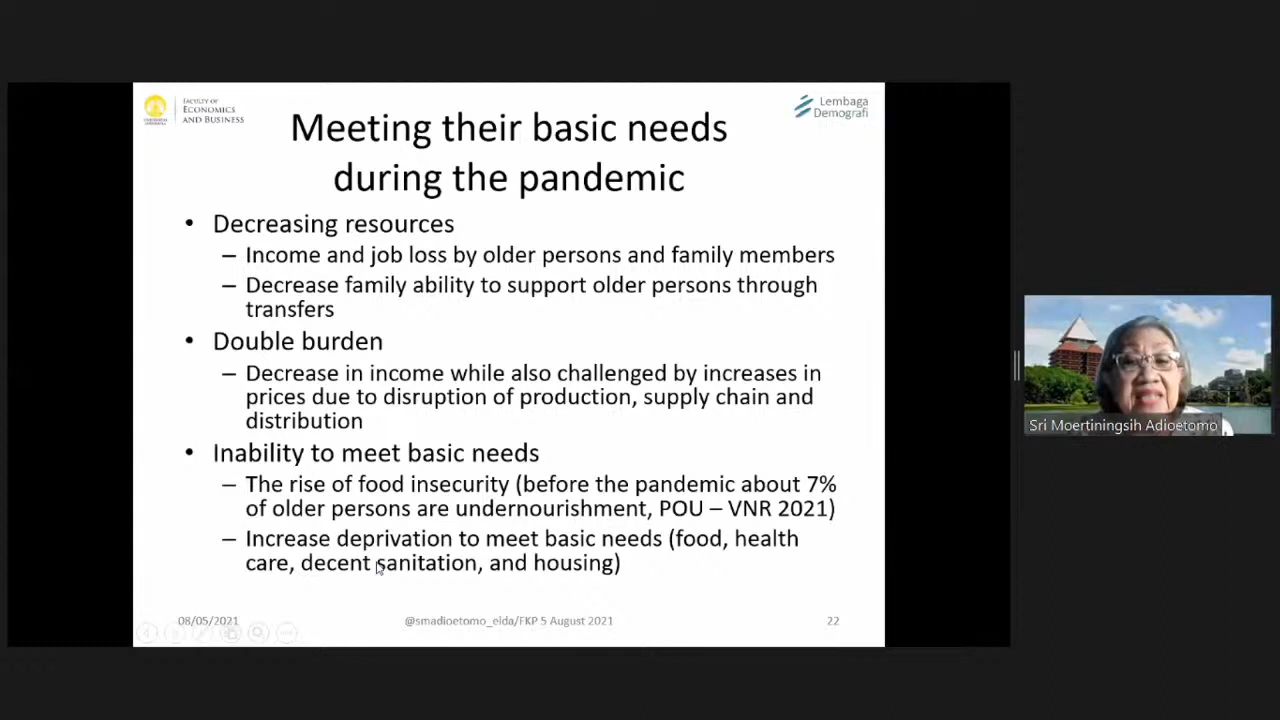 FACULTY OF
ECONOMICS
AND BUSINESS
Lembaga
Demografi
Meeting their basic needs
during the pandemic
• Decreasing resources
– Income and job loss by older persons and family members
– Decrease family ability to support older persons through
transfers
• Double burden
– Decrease in income while also challenged by increases in
prices due to disruption of production, supply chain and
distribution
• Inability to meet basic needs
– The rise of food insecurity (before the pandemic about 7%
of older persons are undernourishment, POU – VNR 2021)
– Increase deprivation to meet basic needs (food, health
care, decent sanitation, and housing)
08/05/2021
@smadioetomo_eida/FKP 5 August 2021
22
Sri Moertiningsih Adioetomo